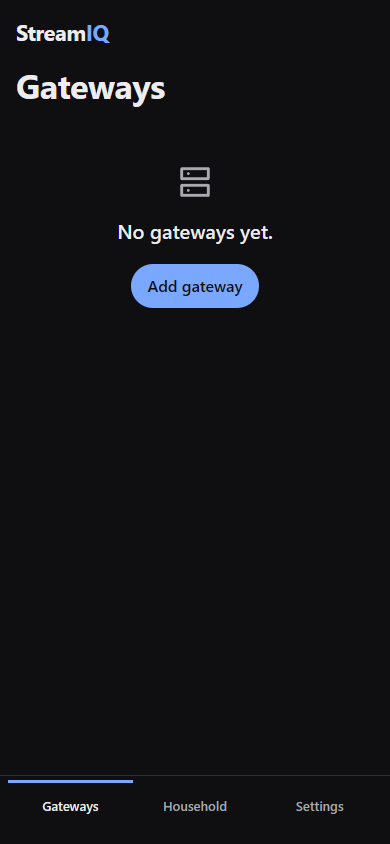 StreamIQ
Gateways
No gateways yet.
Add gateway
Gateways
Household
Settings